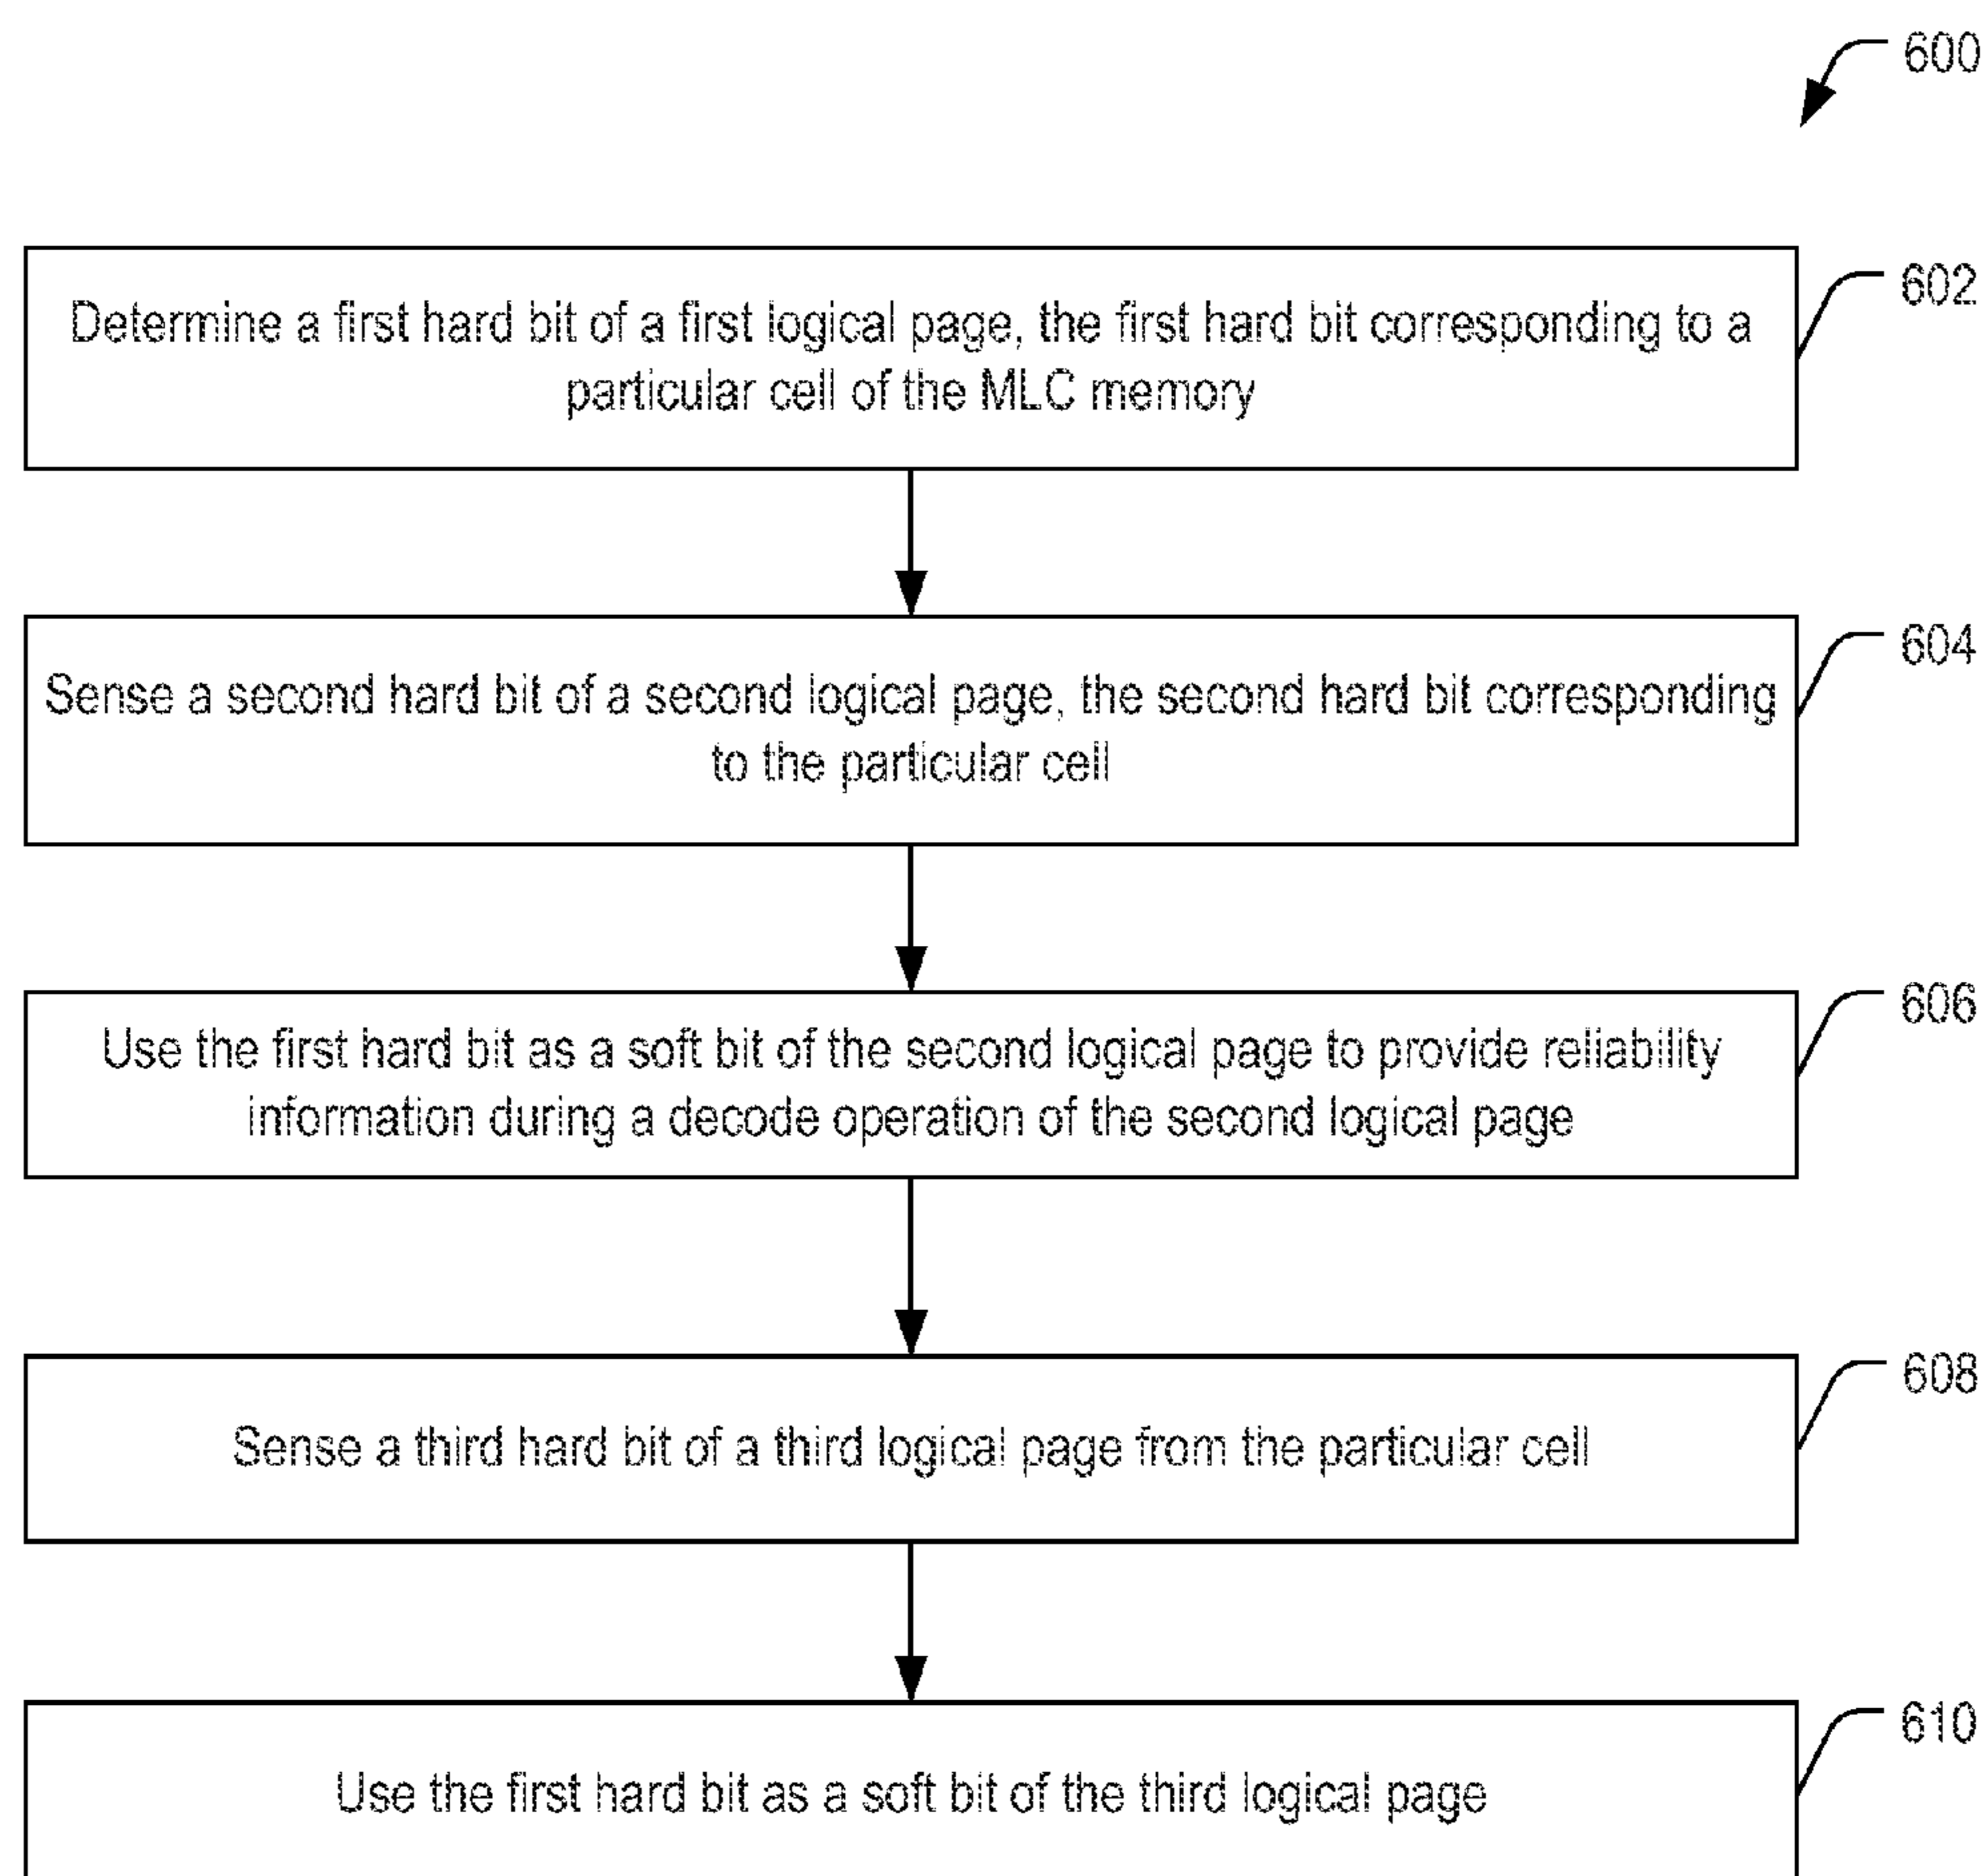 600
602
Determine a first hard bit of a first logical page, the first hard bit corresponding to a
particular cell of the MLC memory
604
Sense a second hard bit of a second logical page, the second hard bit corresponding
to the particular cell
606
Use the first hard bit as a soft bit of the second logical page to provide reliability
information during a decode operation of the second logical page
608
Sense a third hard bit of a third logical page from the particular cell
610
Use the first hard bit as a soft bit of the third logical page